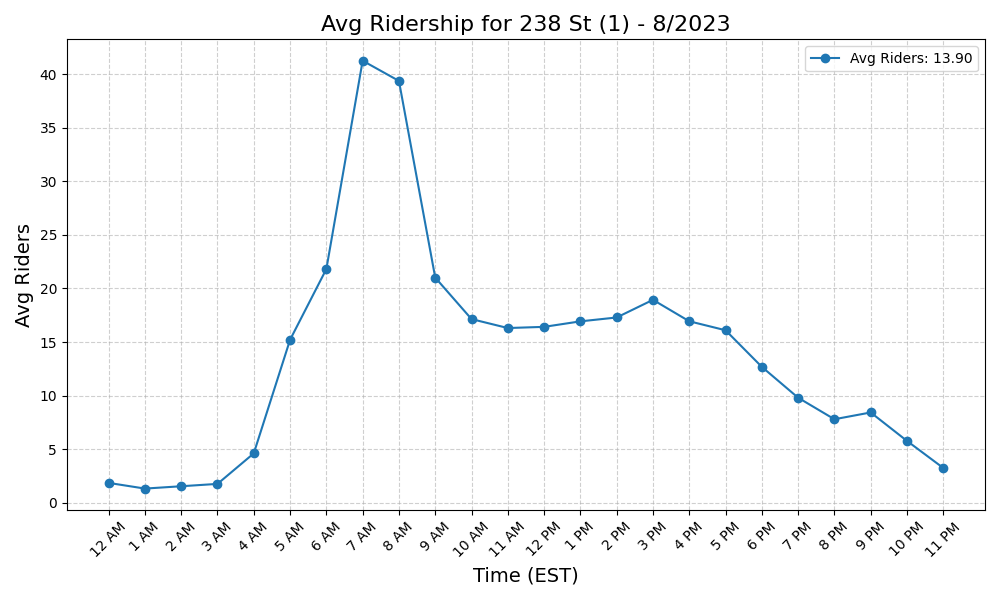 Avg Ridership for 238 St (1) - 8/2023
Avg Riders: 13.90
Avg Riders
40
35
30
25
20
15
10
5
0
12 AM
1 AM
2 AM
3 AM
4 AM
5 AM
6 AM
7 AM
8 AM
9 AM
10 AM
11 AM
12 PM
1 PM
2 PM
3 PM
4 PM
5 PM
6 PM
7 PM
8 PM
9 PM
10 PM
11 PM
Time (EST)